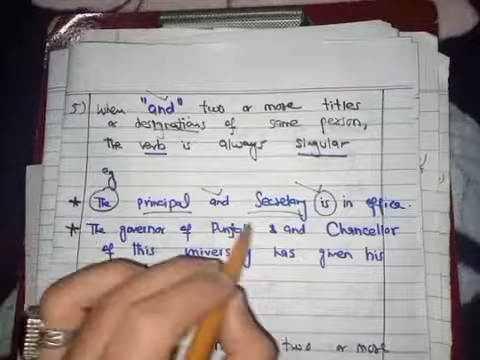 5) When "and" two or more titles
or designations of same person,
the verb is always singular
eg
* The principal and Secretary is in office.
* The governor of Punjab & and Chancellor
of this university has given his
two or more